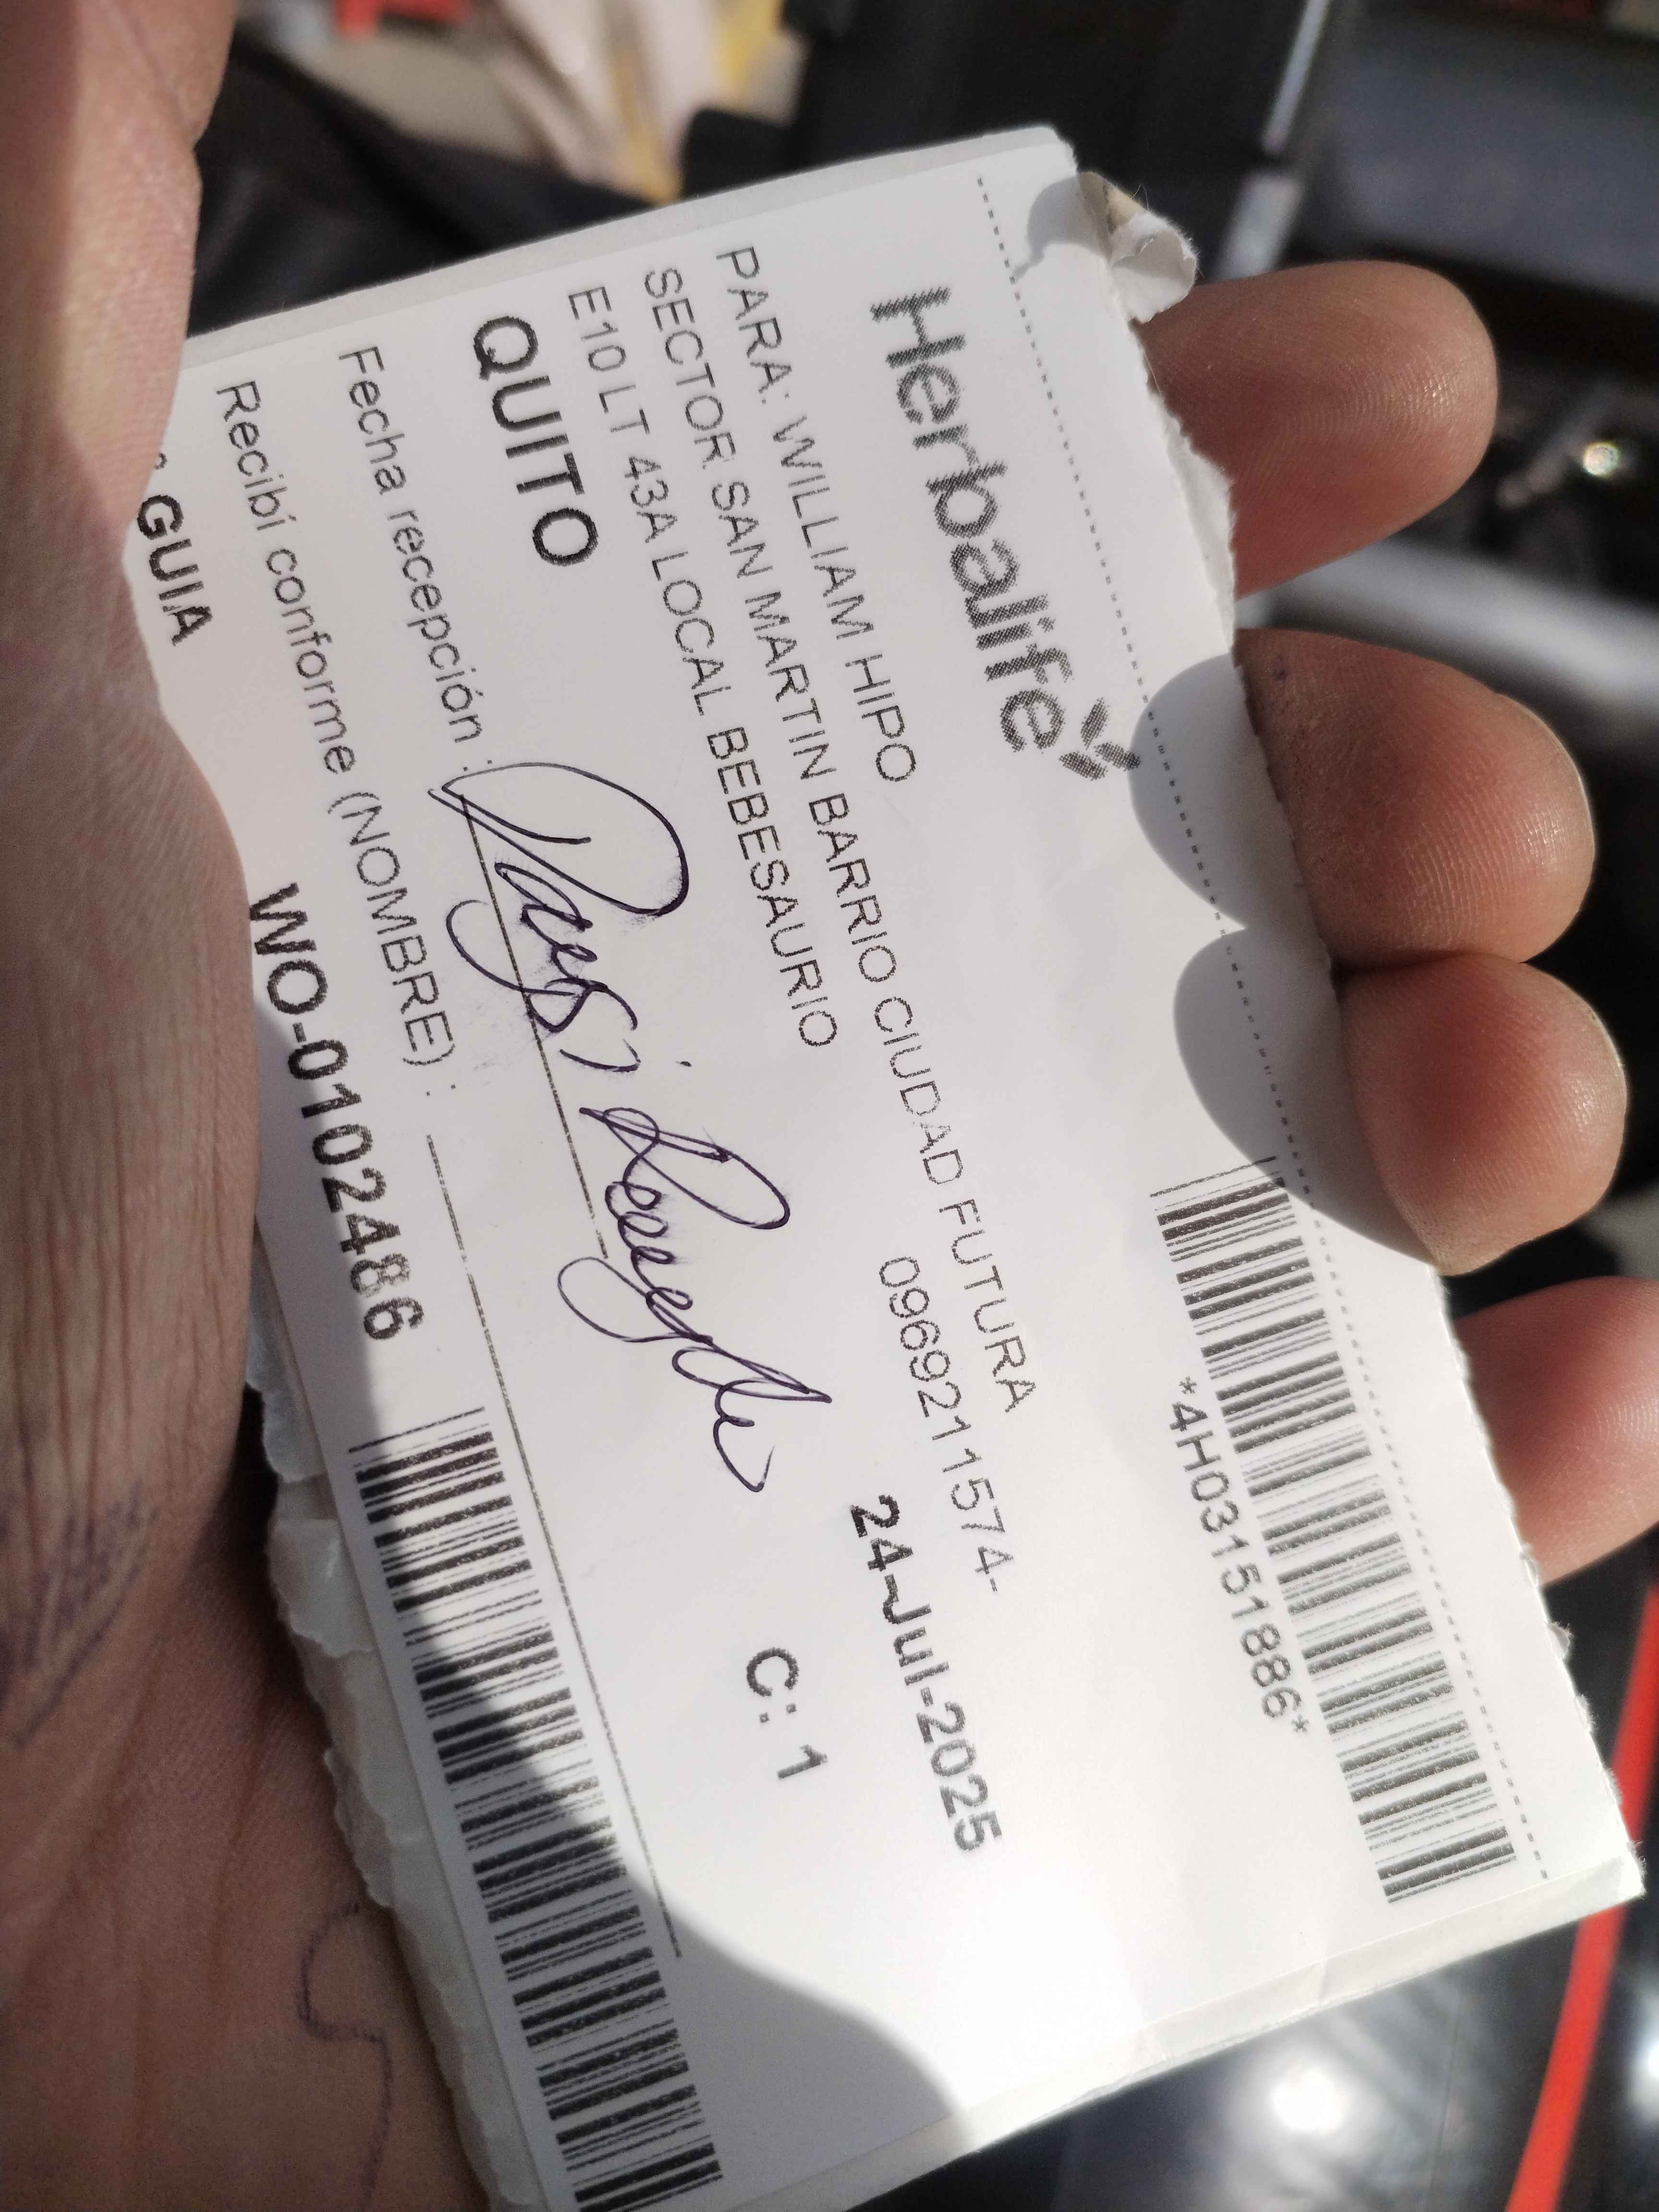 *4H03151886*
Herbalife
PARA: WILLIAM HIPO
SECTOR SAN MARTIN BARRIO CIUDAD FUTURA
E10 LT 43A LOCAL BEBESAURIO
0969211574-
QUITO
24-Jul-2025
C: 1
Fecha recepción :
Recibí conforme (NOMBRE) :
GUIA
WO-0102486